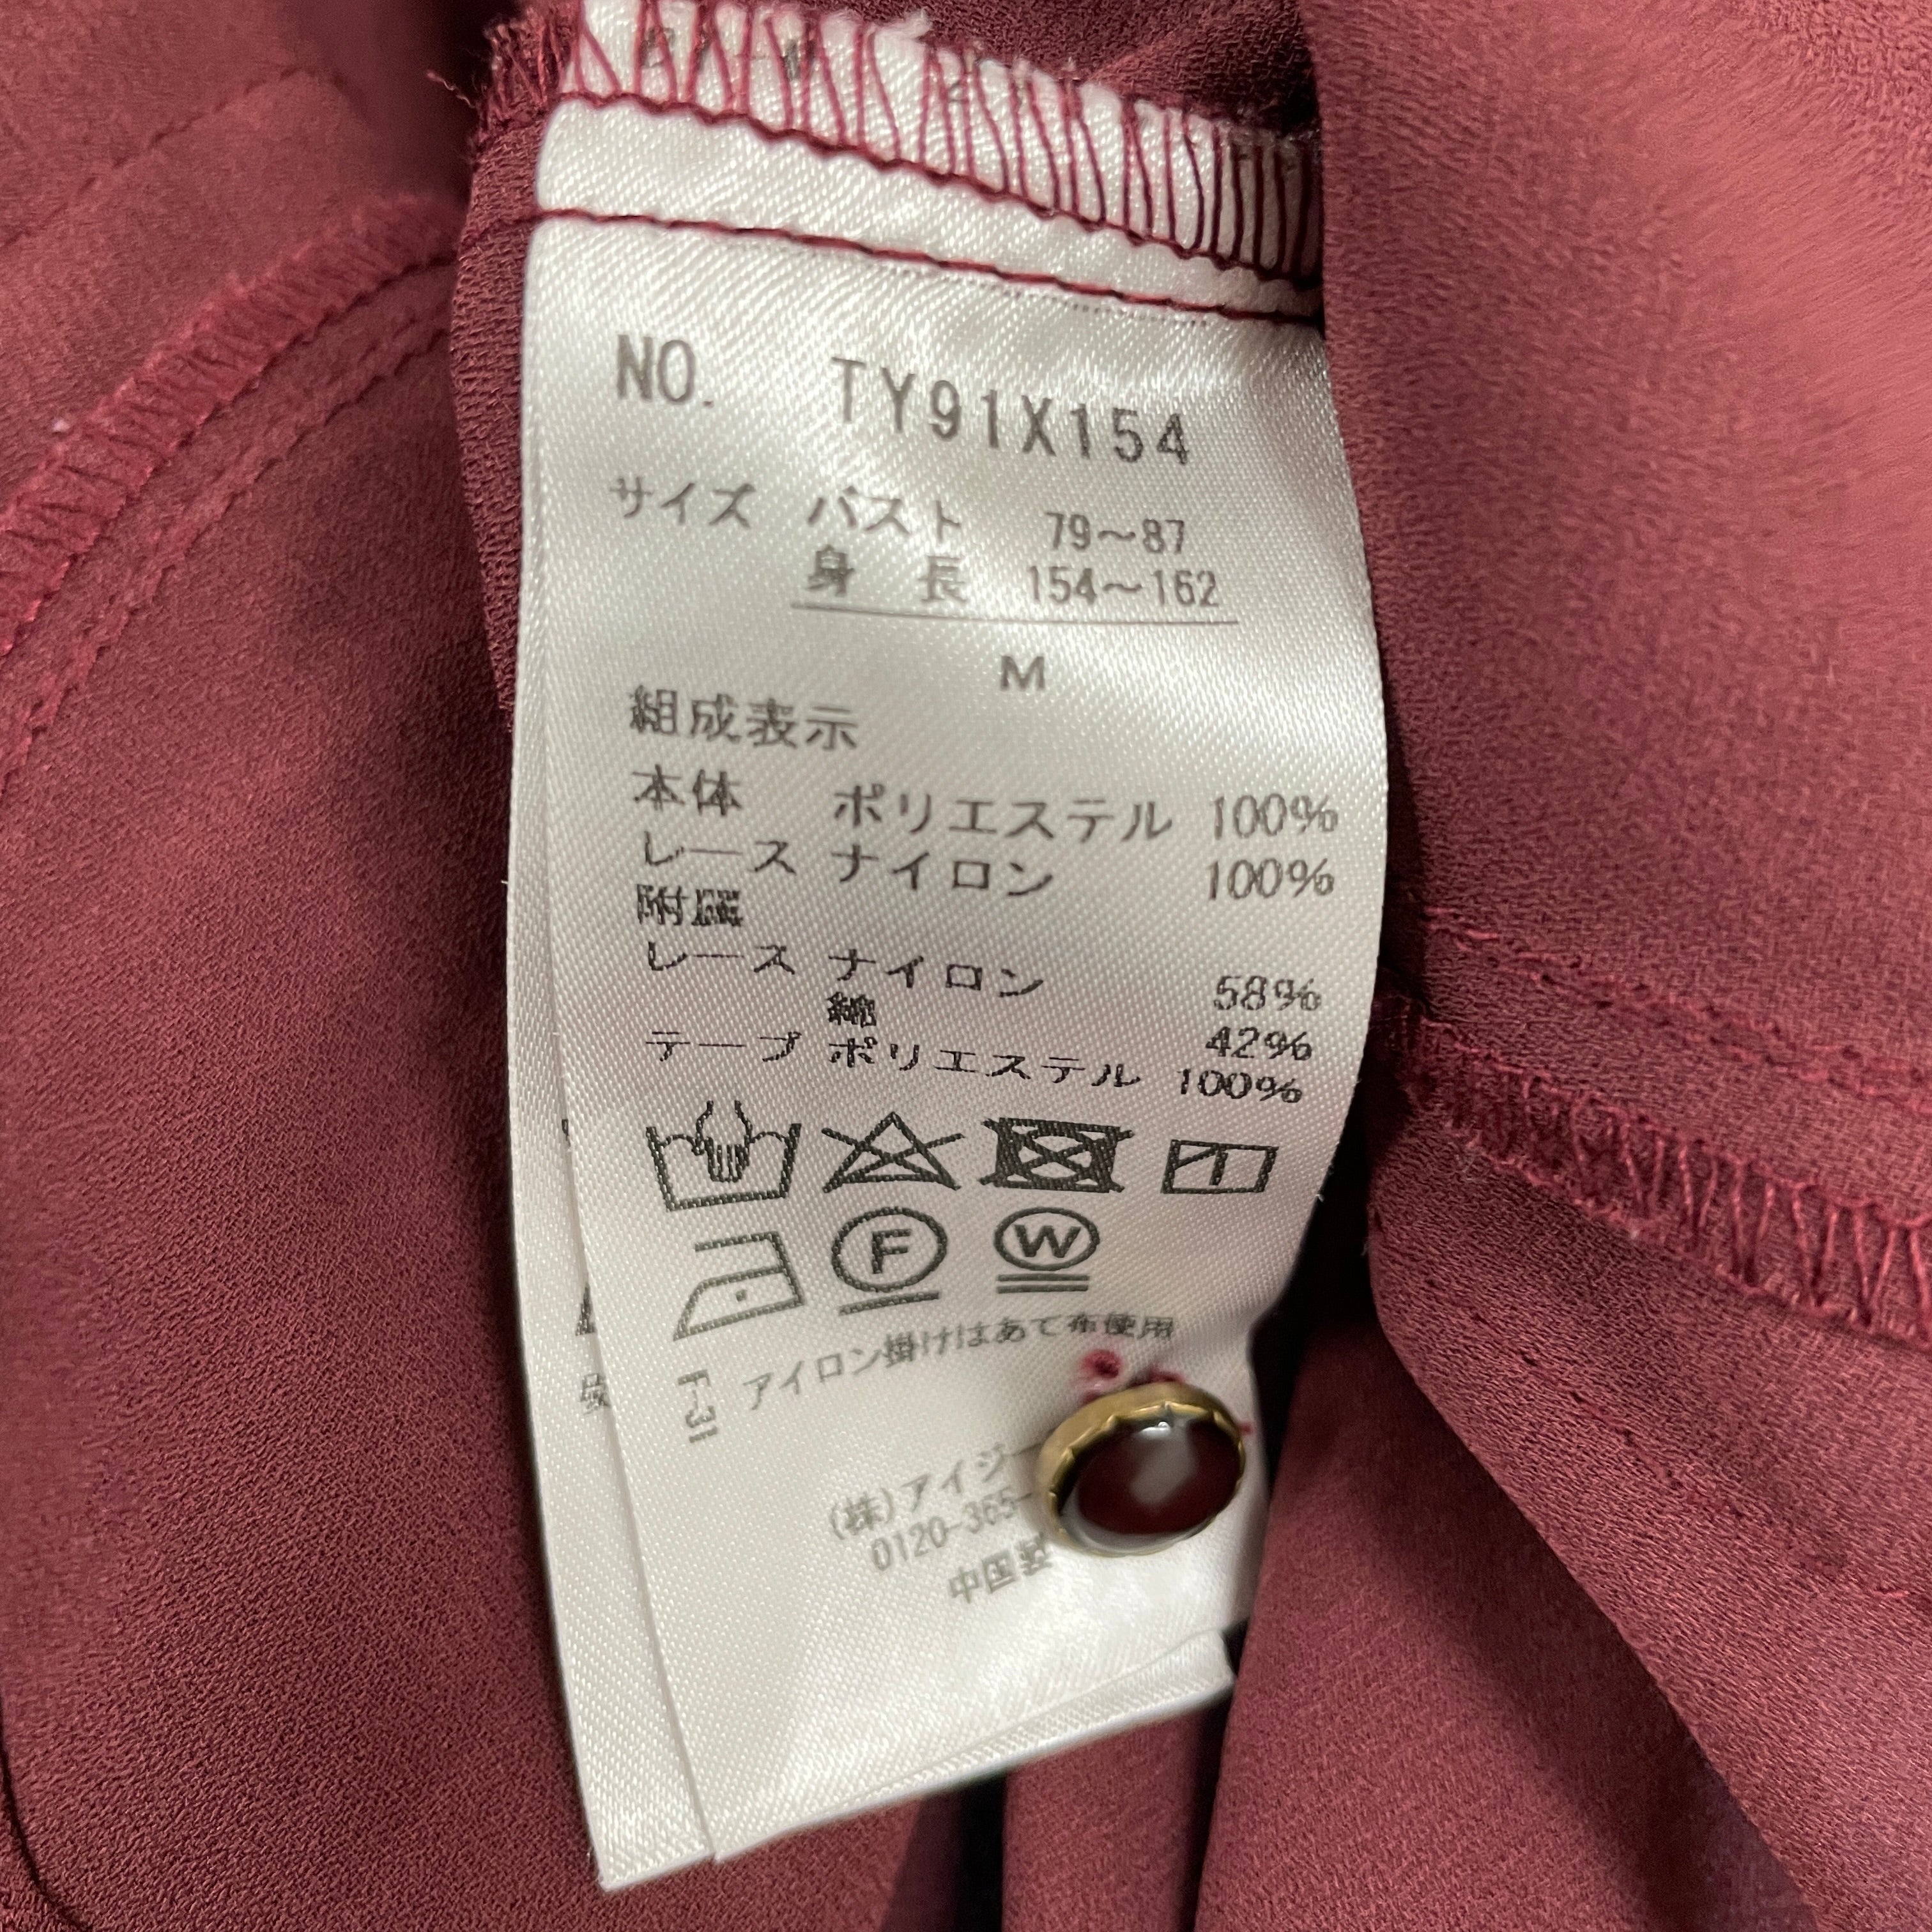 NO. TY91X154
サイズ バスト 79～87
身 長 154～162
M
組成表示
本体 ポリエステル 100%
レース ナイロン 100%
附属
レース ナイロン 58%
綿 42%
テープ ポリエステル 100%
F
W
アイロン掛けはあて布使用
F-31
(株)アイジー
0120-365-
中国製